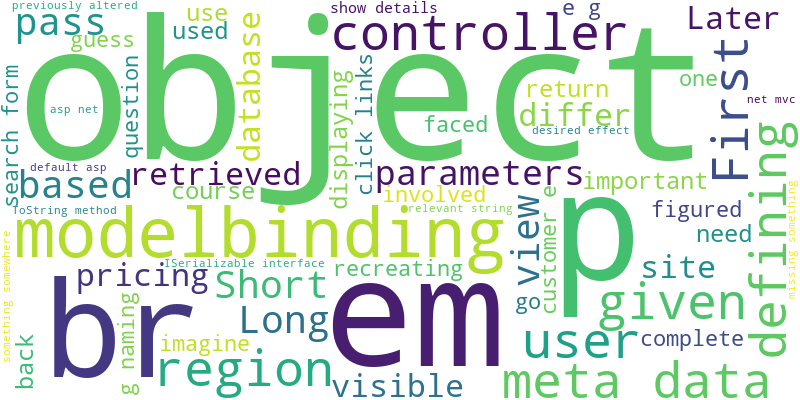 previously altered
pass
guess
use
used
show details
e g
controller
Later
object
database
question
search form
asp net
displaying
click links
return
differ
faced
desired effect
one
First
net mvc
default asp
retrieved
based
course
parameters
important
involved
ToString method
relevant string
modelbinding
view
customer e
p
figured
need
defining
missing something
something somewhere
ISerializable interface
pricing
Short
recreating
br
em
go
site
given
g naming
Long
user
complete
back
imagine
region
visible
meta data